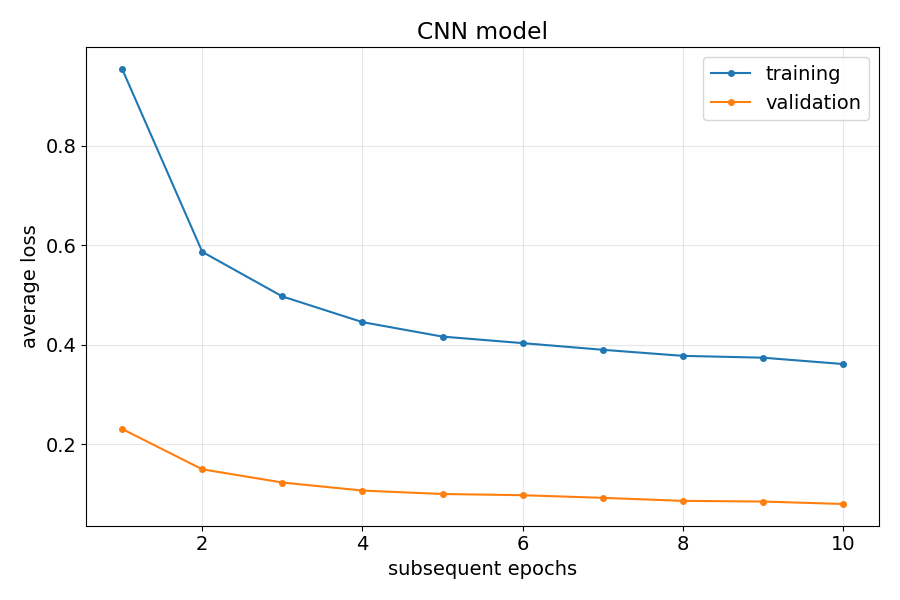 CNN model
training
validation
average loss
0.8
0.6
0.4
0.2
2
4
6
8
10
subsequent epochs